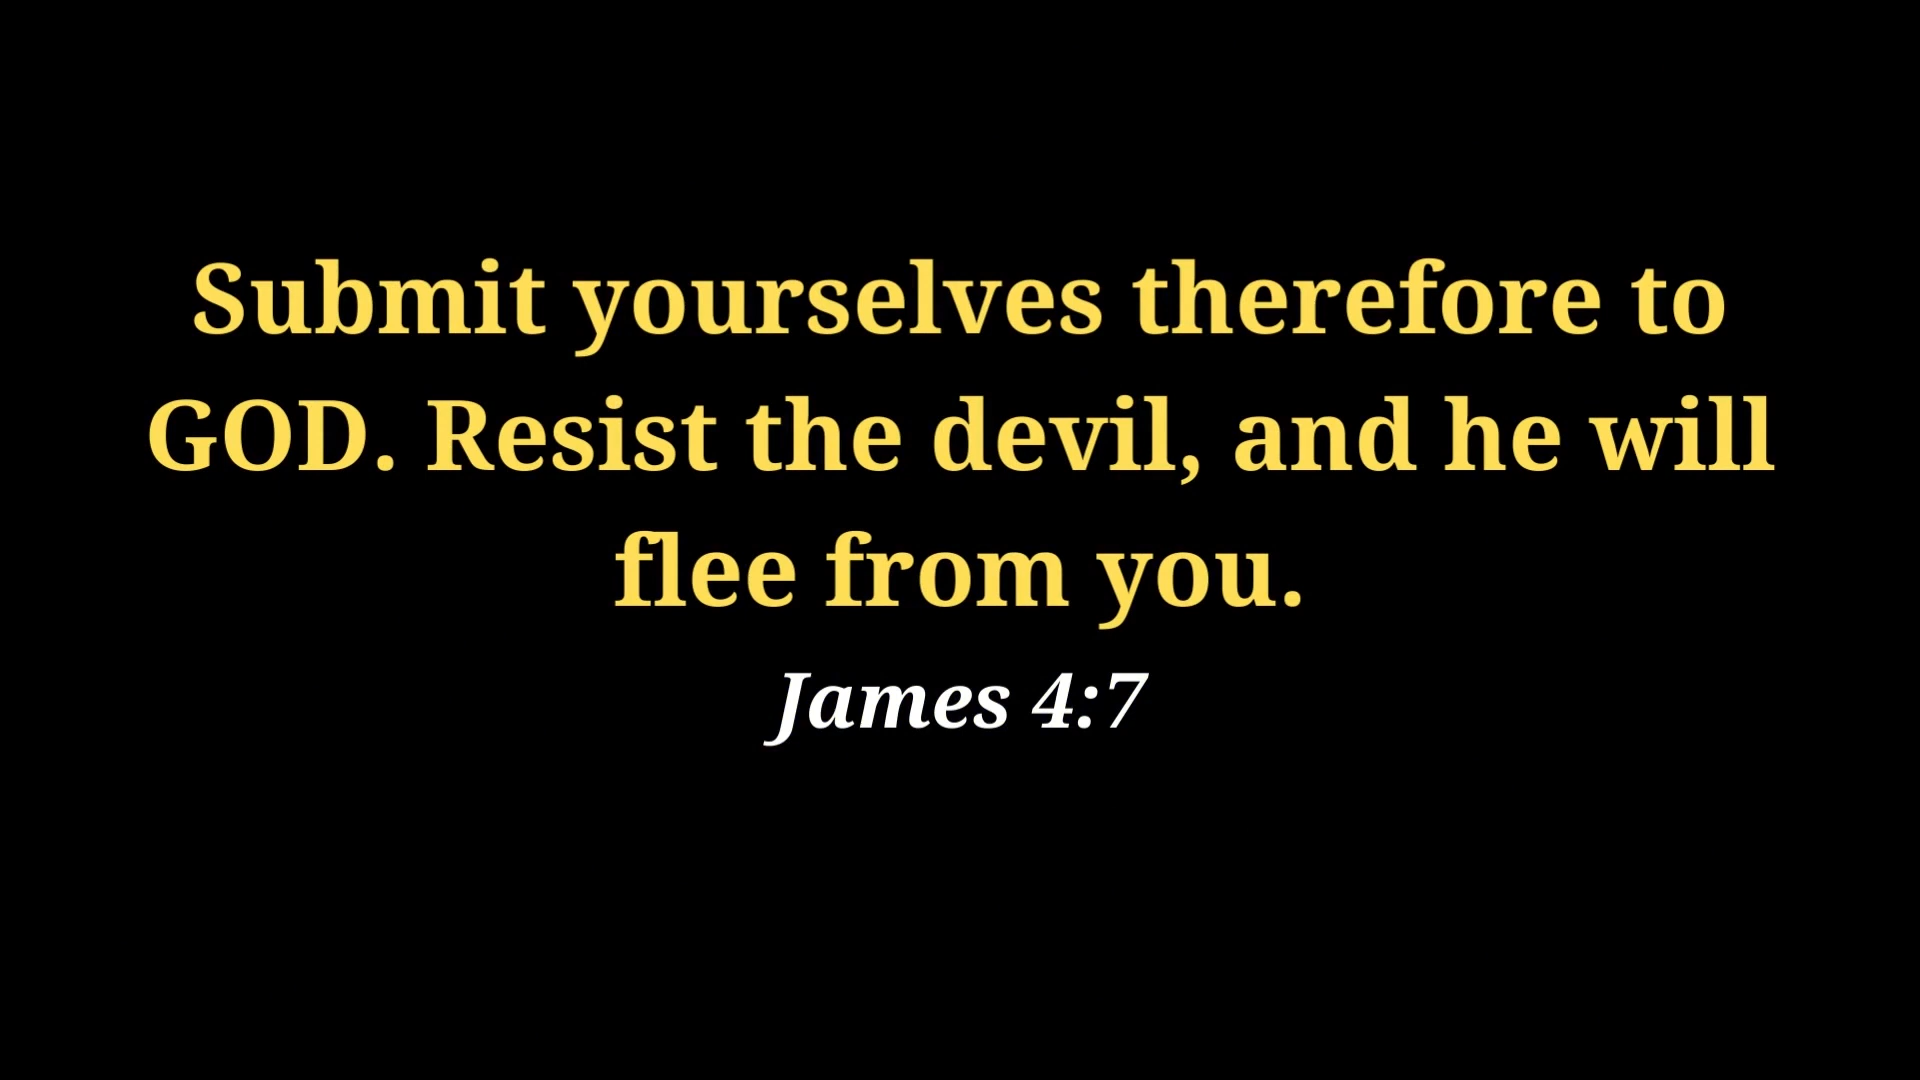 Submit yourselves therefore to
GOD. Resist the devil, and he will
flee from you.
James 4:7